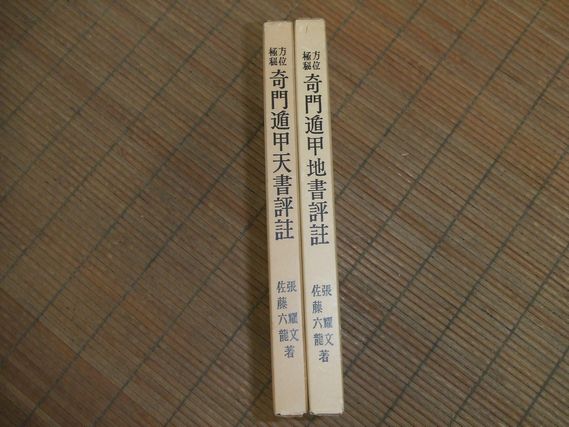 方位
極秘
奇門遁甲天書評註
張耀文
佐藤六龍
著
方位
極秘
奇門遁甲地書評註
張耀文
佐藤六龍
著